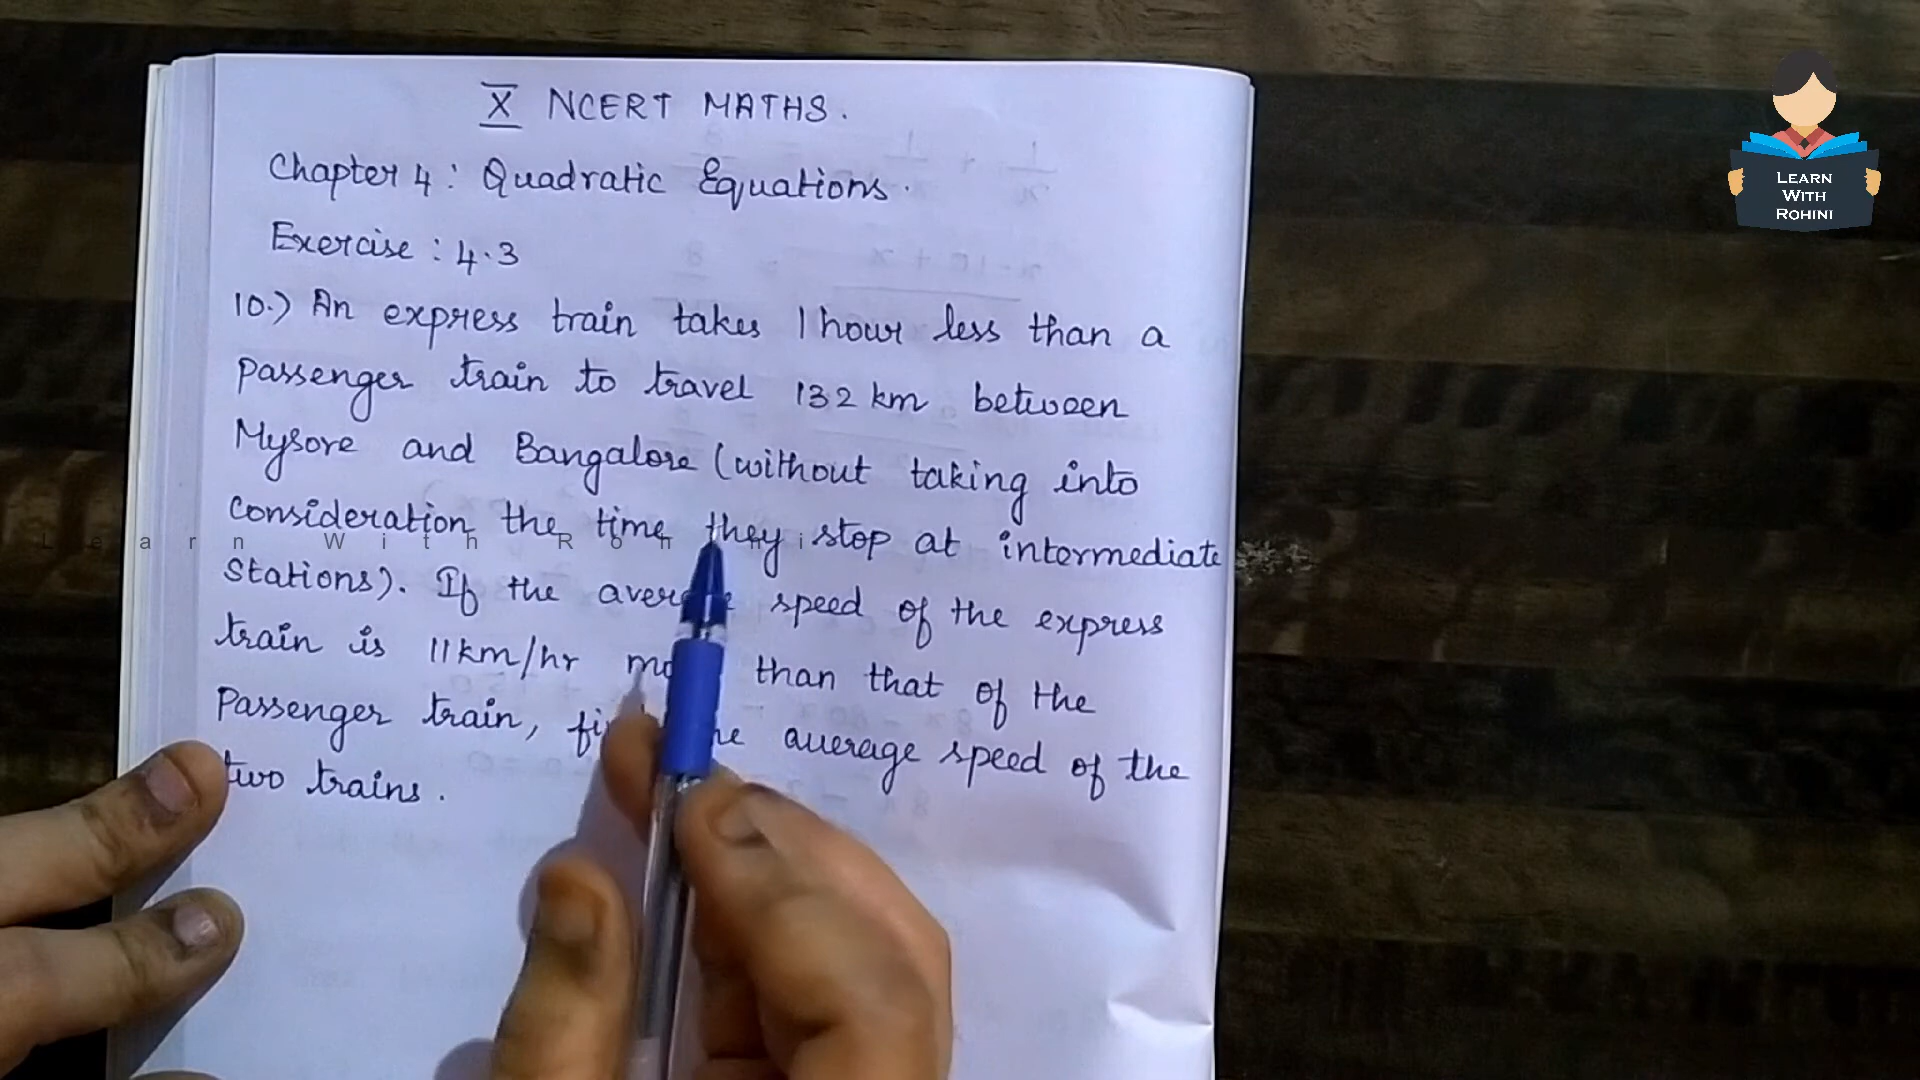 X NCERT MATHS.
Chapter 4: Quadratic Equations.
Exercise: 4.3
10.) An express train takes 1 hour less than a
passenger train to travel 132 km between
Mysore and Bangalore (without taking into
consideration the time they stop at intermediate
stations). If the speed of the express
train is 11km/hr than that of the
passenger train, average speed of the
two trains.
Learn With Rohini
LEARN
WITH
ROHINI